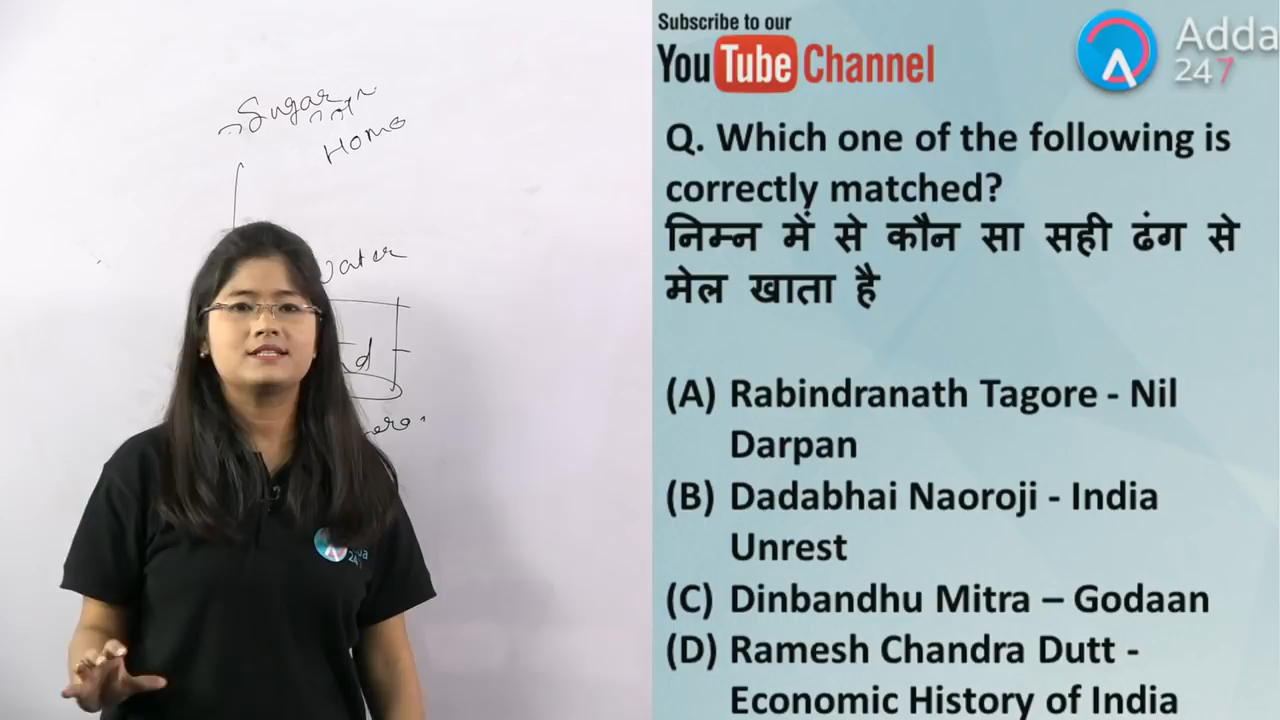 Sugar
Home
water
Subscribe to our
YouTube Channel
Adda
247
Q. Which one of the following is
correctly matched?
निम्न में से कौन सा सही ढंग से
मेल खाता है
(A) Rabindranath Tagore - Nil
Darpan
(B) Dadabhai Naoroji - India
Unrest
(C) Dinbandhu Mitra – Godaan
(D) Ramesh Chandra Dutt -
Economic History of India